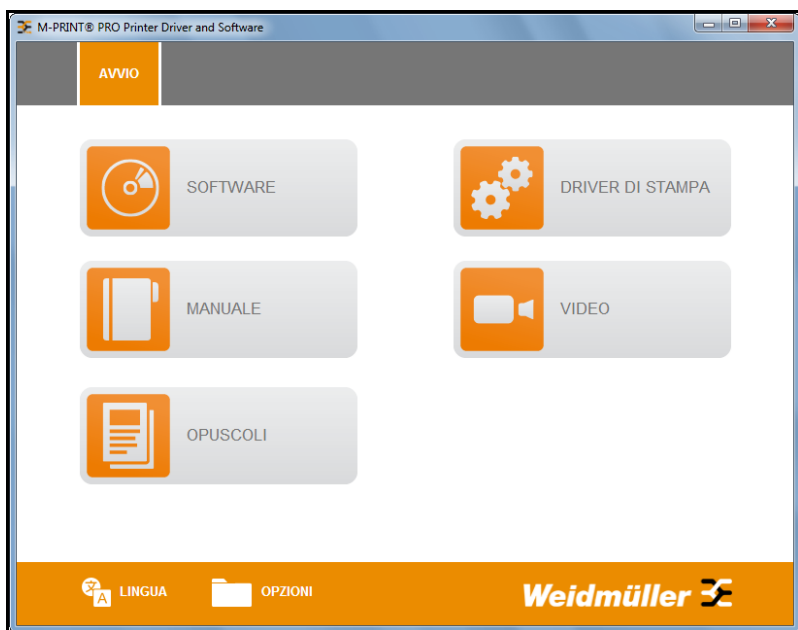 M-PRINT® PRO Printer Driver and Software
AVVIO
SOFTWARE
DRIVER DI STAMPA
MANUALE
VIDEO
OPUSCOLI
LINGUA
OPZIONI
Weidmüller